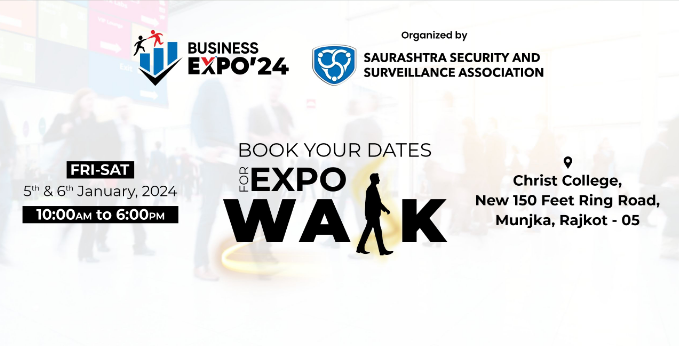 BUSINESS
EXPO'24
Organized by
SAURASHTRA SECURITY AND
SURVEILLANCE ASSOCIATION
FRI-SAT
5th & 6th January, 2024
10:00AM to 6:00PM
BOOK YOUR DATES
FOR EXPO
WALK
Christ College,
New 150 Feet Ring Road,
Munjka, Rajkot - 05